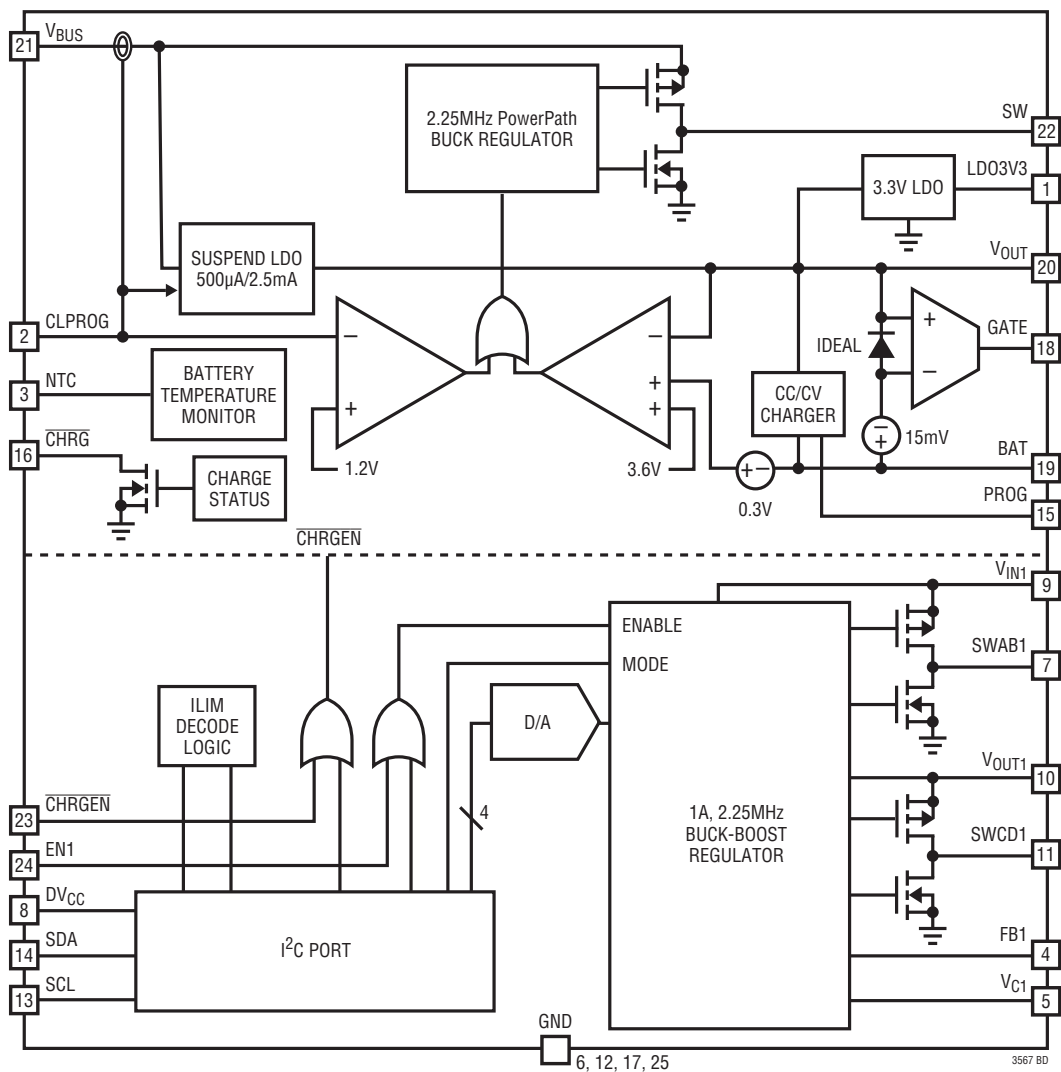 21
VBUS
2.25MHz PowerPath
BUCK REGULATOR
SW
22
3.3V LDO
LDO3V3
1
SUSPEND LDO
500µA/2.5mA
VOUT
20
2
CLPROG
−
+
1.2V
−
+
+
3.6V
IDEAL
+
−
GATE
18
3
NTC
BATTERY
TEMPERATURE
MONITOR
CC/CV
CHARGER
−
+
15mV
16
CHRG
CHARGE
STATUS
+−
0.3V
BAT
19
PROG
15
CHRGEN
VIN1
9
ENABLE
MODE
SWAB1
7
ILIM
DECODE
LOGIC
D/A
4
1A, 2.25MHz
BUCK-BOOST
REGULATOR
VOUT1
10
SWCD1
11
23
CHRGEN
24
EN1
8
DVCC
14
SDA
13
SCL
I2C PORT
FB1
4
VC1
5
GND
6, 12, 17, 25
3567 BD